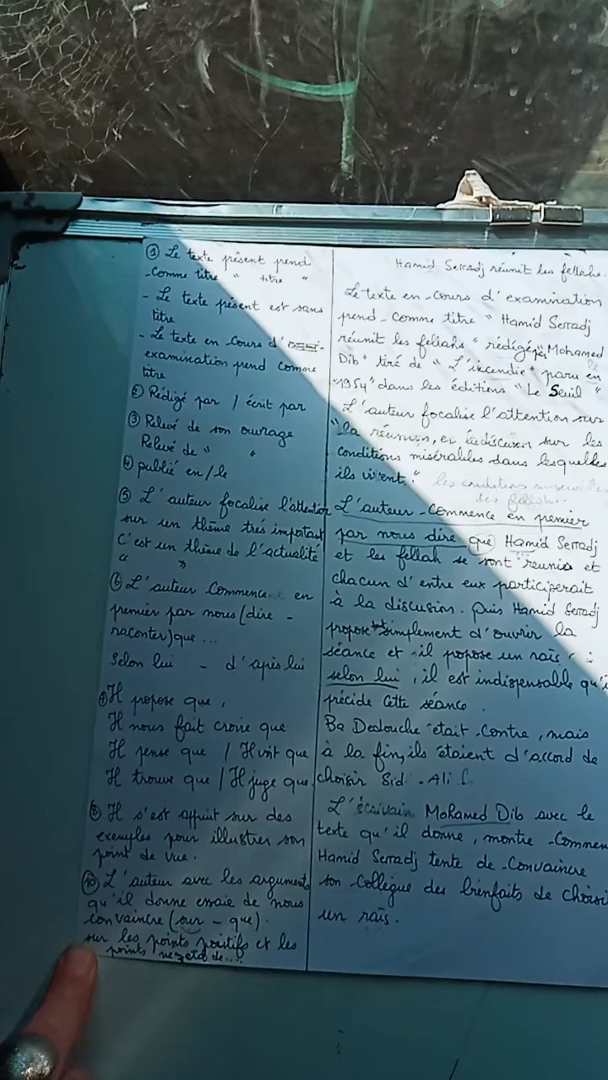 ① Le texte présent prend
comme titre " titre "
- Le texte présent est sans
titre
- Le texte en cours d'
examination prend comme
titre
② Rédigé par / écrit par
③ Relevé de son ouvrage
Relevé de " "
④ publié en / le
⑤ L'auteur focalise l'attention
sur un thème très important
C'est un thème de l'actualité
" "
⑥ L'auteur commence en
premier par nous (dire -
raconter) que ...
Selon lui - d'après lui
Il propose que,
Il nous fait croire que
Il pense que / Il voit que
Il trouve que / Il juge que.
⑧ Il s'est appuit sur des
exemples pour illustrer son
point de vue.
⑩ L'auteur avec les arguments
qu'il donne essaie de nous
convaincre (sur - que)
sur les points positifs et les
points
Hamid Serradj réunit les fellahs.
Le texte en cours d'examination
prend comme titre " Hamid Serradj
réunit les fellahs " rédigé par Mohamed
Dib " tiré de " L'incendie " paru en
"1954" dans les éditions " Le Seuil "
L'auteur focalise l'attention sur
"la réunion, et la discusion sur les
conditions misérables dans lesquelles
ils vivent." les conditions
des fellahs
L'auteur commence en premier
par nous dire que Hamid Serradj
et les fellah se sont réunis et
chacun d'entre eux participerait
à la discusion. Puis Hamid Serradj
propose simplement d'ouvrir la
séance et il propose un raïs :
selon lui, il est indispensable qu'i
précide cette séance.
Ba Dedouche était contre, mais
à la fin, ils étaient d'accord de
choisir Sid - Ali
L'écrivain Mohamed Dib avec le
texte qu'il donne, montre commen
Hamid Serradj tente de convaincre
son collègue des bienfaits de choisi
un raïs.